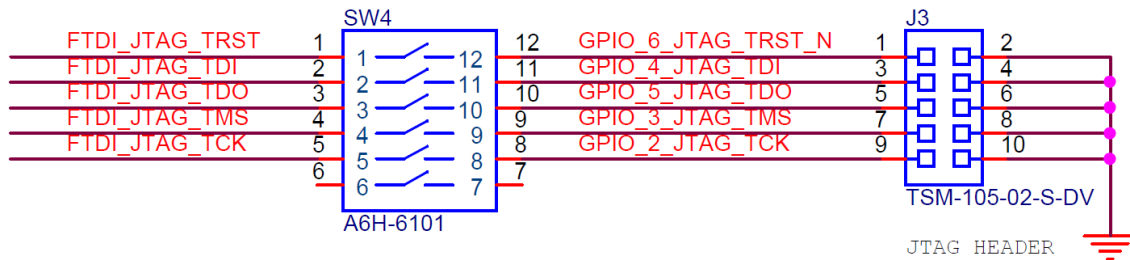 SW4 J3
FTDI_JTAG_TRST 1 1 12 12 GPIO_6_JTAG_TRST_N 1 2
FTDI_JTAG_TDI 2 2 11 11 GPIO_4_JTAG_TDI 3 4
FTDI_JTAG_TDO 3 3 10 10 GPIO_5_JTAG_TDO 5 6
FTDI_JTAG_TMS 4 4 9 9 GPIO_3_JTAG_TMS 7 8
FTDI_JTAG_TCK 5 5 8 8 GPIO_2_JTAG_TCK 9 10
6 6 7 7
A6H-6101 TSM-105-02-S-DV
JTAG HEADER